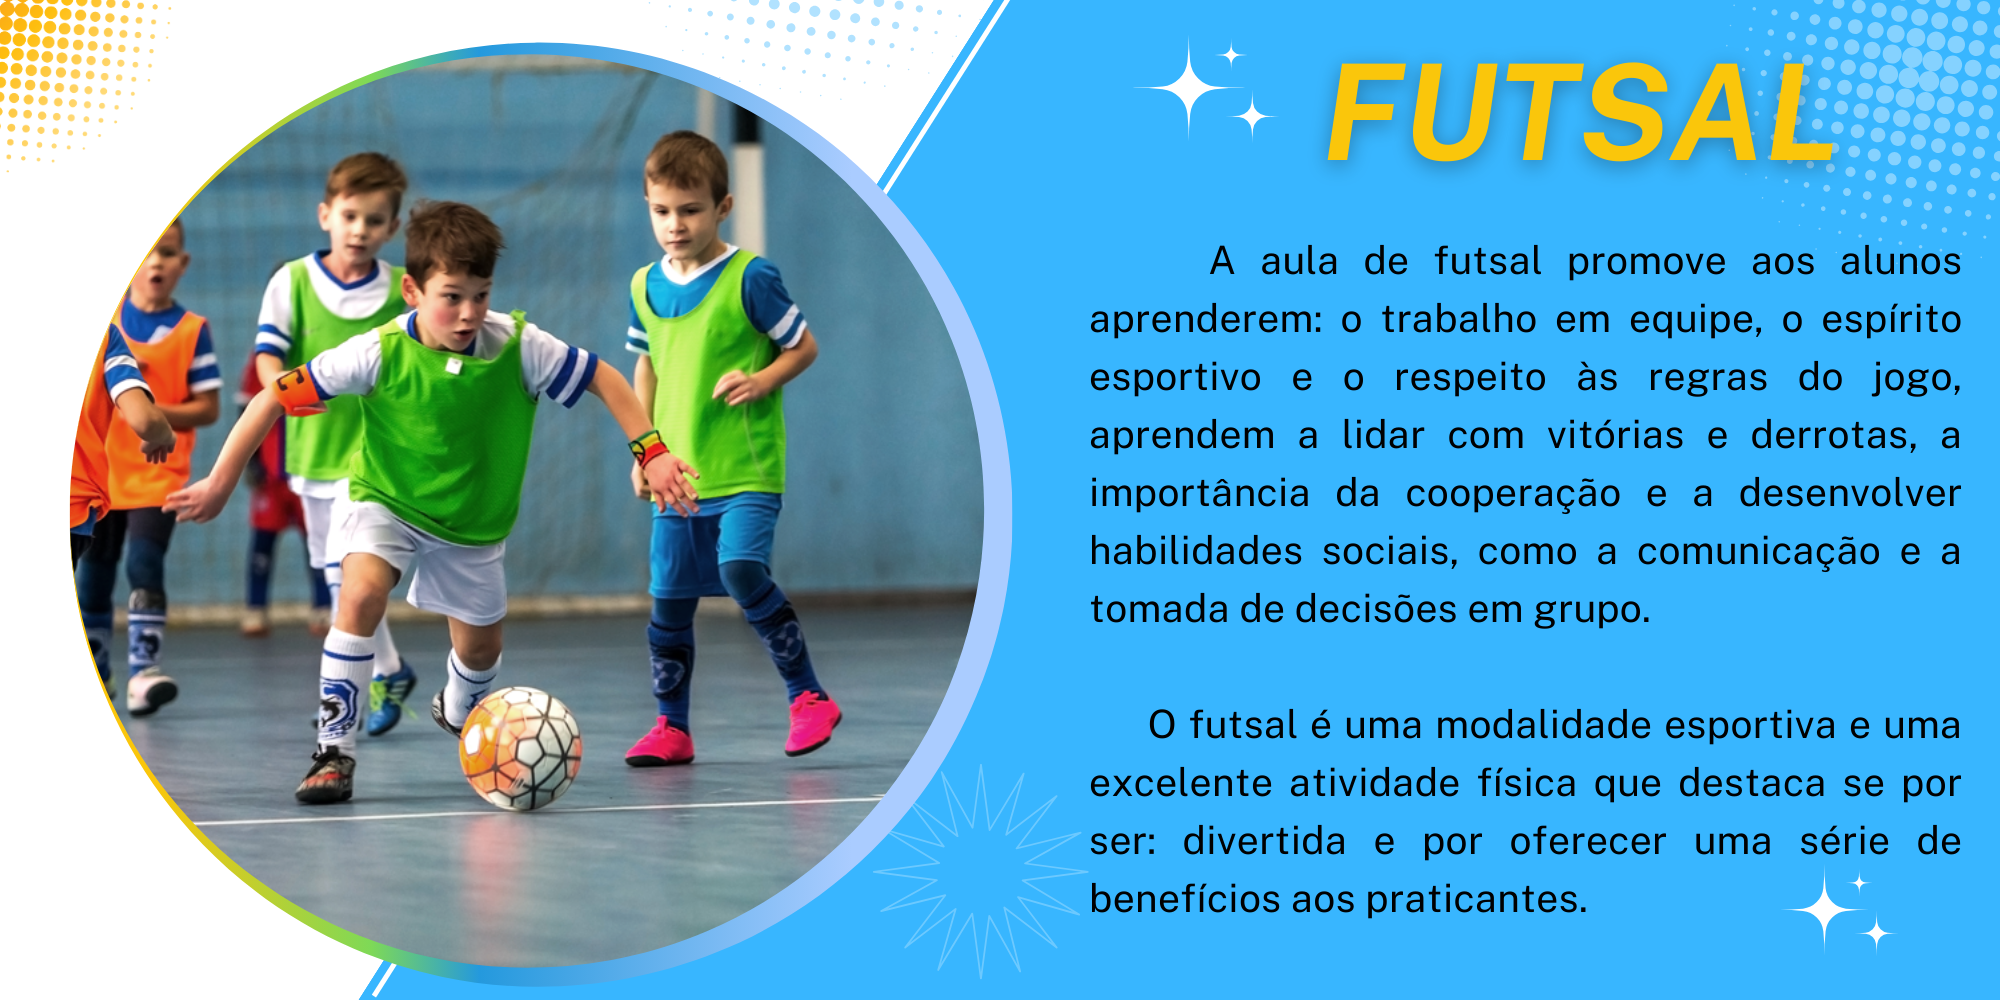 FUTSAL
A aula de futsal promove aos alunos
aprenderem: o trabalho em equipe, o espírito
esportivo e o respeito às regras do jogo,
aprendem a lidar com vitórias e derrotas, a
importância da cooperação e a desenvolver
habilidades sociais, como a comunicação e a
tomada de decisões em grupo.
O futsal é uma modalidade esportiva e uma
excelente atividade física que destaca se por
ser: divertida e por oferecer uma série de
benefícios aos praticantes.